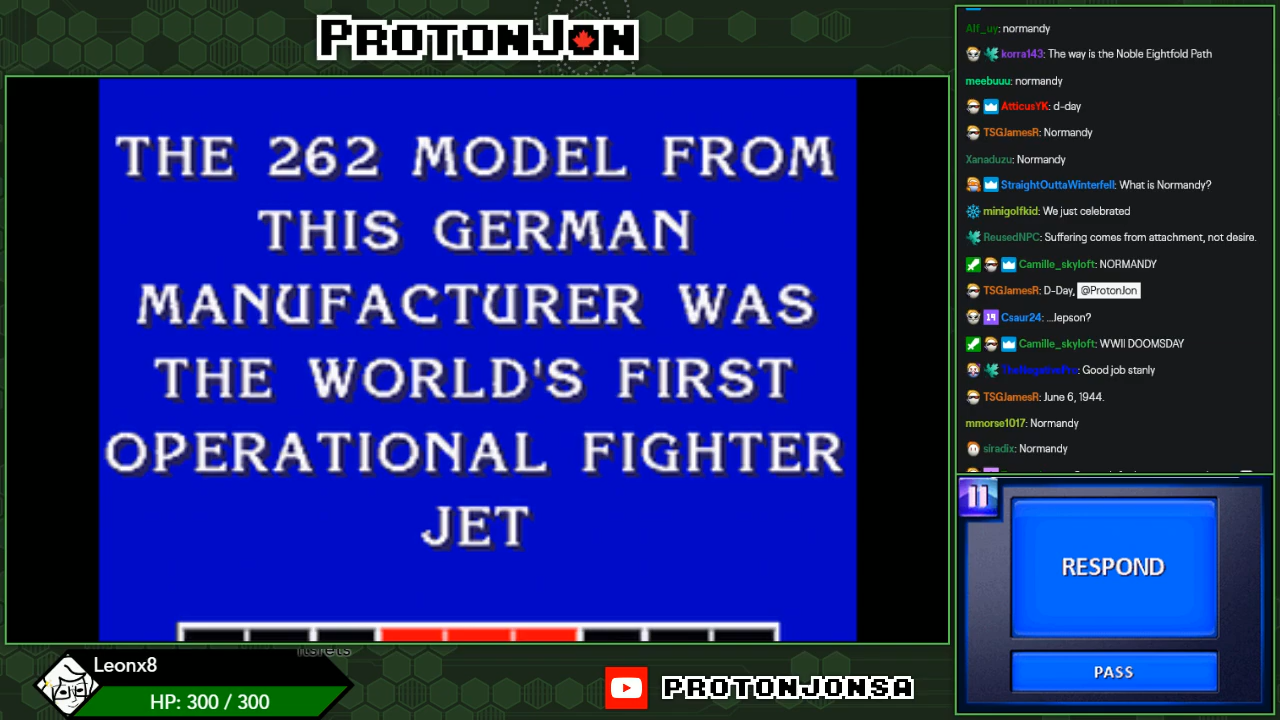 PROTONJON
THE 262 MODEL FROM
THIS GERMAN
MANUFACTURER WAS
THE WORLD'S FIRST
OPERATIONAL FIGHTER
JET
Alf_uy: normandy
korra143: The way is the Noble Eightfold Path
meebuuu: normandy
AtticusYK: d-day
TSGJamesR: Normandy
Xanaduzu: Normandy
StraightOuttaWinterfell: What is Normandy?
minigolfkid: We just celebrated
ReusedNPC: Suffering comes from attachment, not desire.
Camille_skyloft: NORMANDY
TSGJamesR: D-Day, @ProtonJon
Csaur24: ...Jepson?
Camille_skyloft: WWII DOOMSDAY
TheNegativePro: Good job stanly
TSGJamesR: June 6, 1944.
mmorse1017: Normandy
siradix: Normandy
RESPOND
PASS
Leonx8
HP: 300 / 300
PROTONJONSA